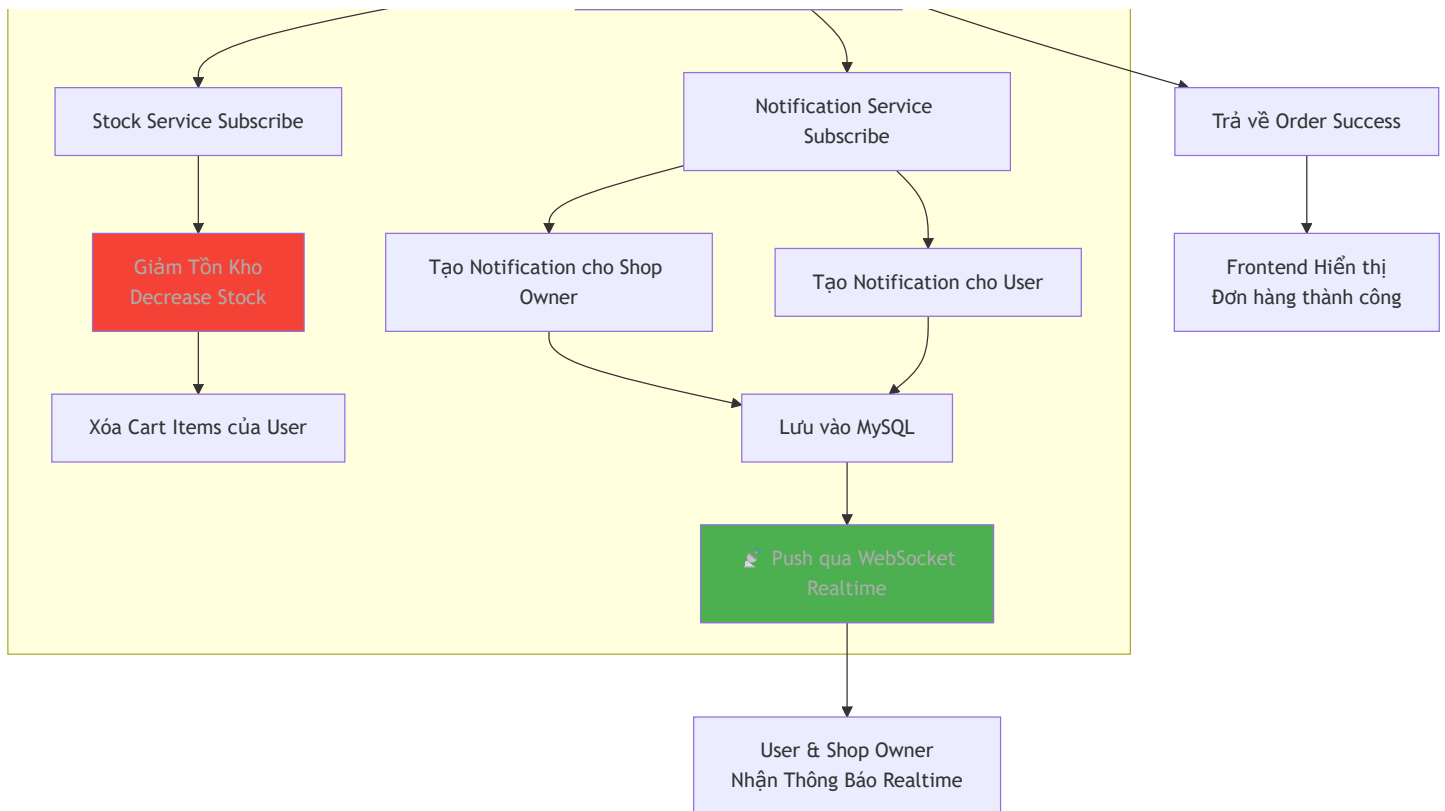 Stock Service Subscribe
Notification Service
Subscribe
Trả về Order Success
Giảm Tồn Kho
Decrease Stock
Tạo Notification cho Shop
Owner
Tạo Notification cho User
Frontend Hiển thị
Đơn hàng thành công
Xóa Cart Items của User
Lưu vào MySQL
📡 Push qua WebSocket
Realtime
User & Shop Owner
Nhận Thông Báo Realtime